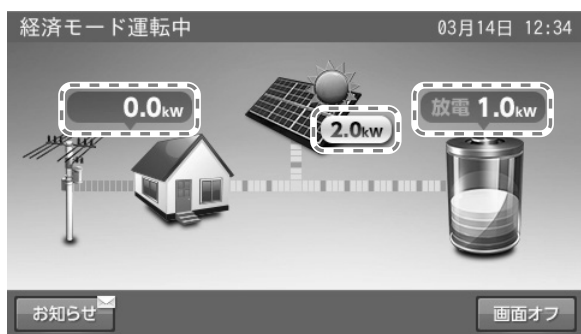 経済モード運転中 03月14日 12:34
0.0kw
2.0kw
放電 1.0kw
お知らせ 画面オフ